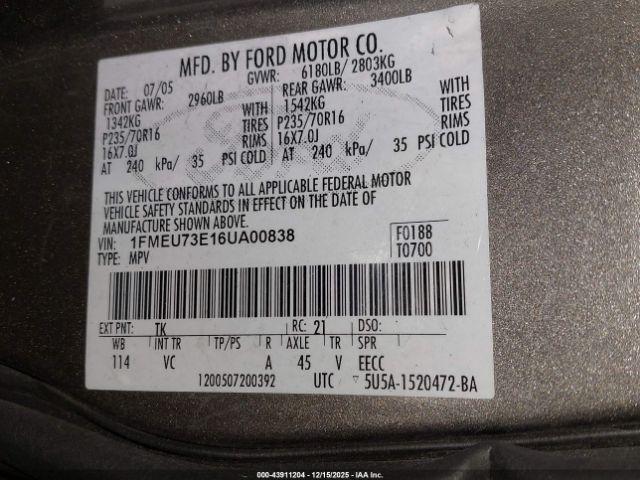 MFD. BY FORD MOTOR CO.
DATE: 07/05 GVWR: 6180LB/ 2803KG
FRONT GAWR: 2960LB REAR GAWR: 3400LB
1342KG WITH 1542KG WITH
P235/70R16 TIRES P235/70R16 TIRES
16X7.0J RIMS 16X7.0J RIMS
AT 240 kPa/ 35 PSI COLD AT 240 kPa/ 35 PSI COLD
THIS VEHICLE CONFORMS TO ALL APPLICABLE FEDERAL MOTOR
VEHICLE SAFETY STANDARDS IN EFFECT ON THE DATE OF
MANUFACTURE SHOWN ABOVE.
VIN: 1FMEU73E16UA00838 F0188
TYPE: MPV T0700
EXT PNT: TK RC: 21 DSO:
WB INT TR TP/PS R AXLE TR SPR
114 VC A 45 V EECC
1200507200392 UTC 5U5A-1520472-BA
000-43911204 - 12/15/2025 - IAA Inc.